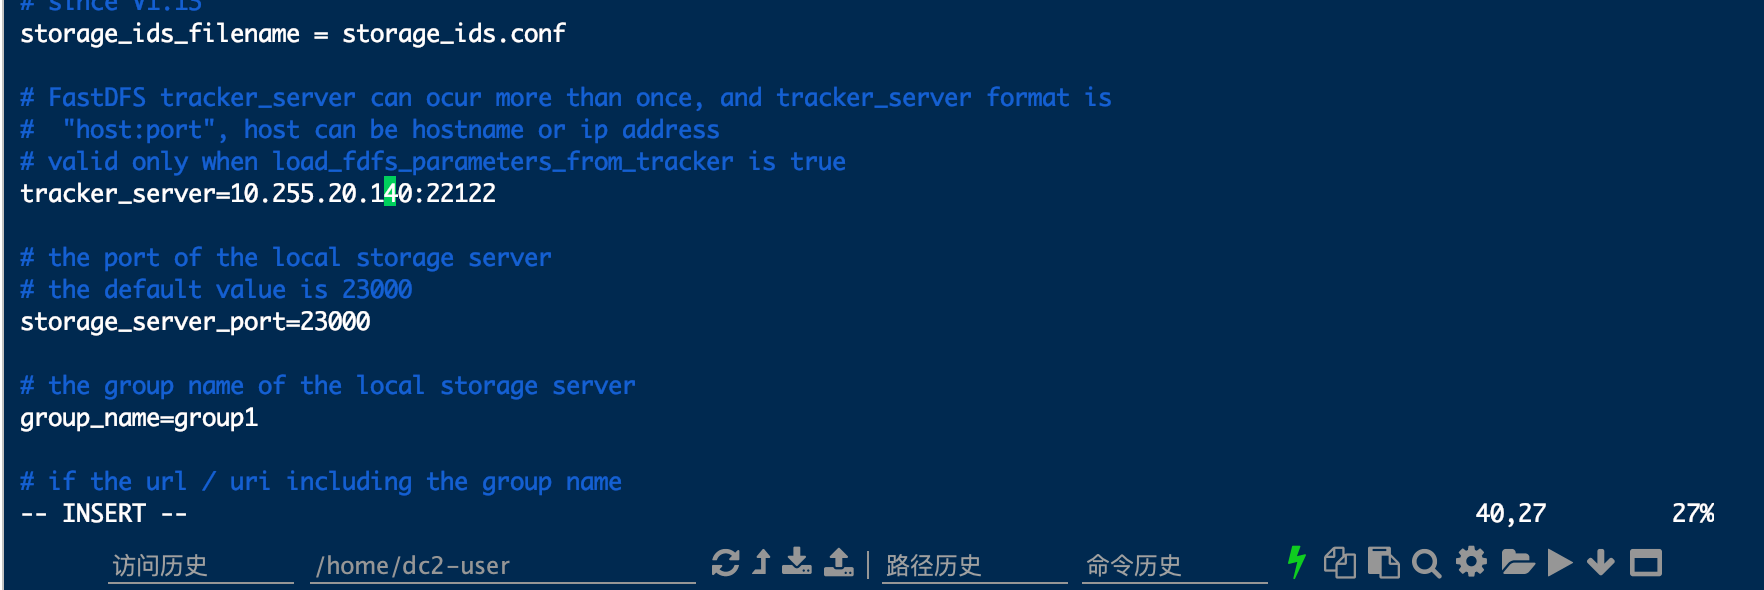 # since V1.15
storage_ids_filename = storage_ids.conf
# FastDFS tracker_server can ocur more than once, and tracker_server format is
#  "host:port", host can be hostname or ip address
# valid only when load_fdfs_parameters_from_tracker is true
tracker_server=10.255.20.140:22122
# the port of the local storage server
# the default value is 23000
storage_server_port=23000
# the group name of the local storage server
group_name=group1
# if the url / uri including the group name
-- INSERT -- 40,27 27%
访问历史 /home/dc2-user 路径历史 命令历史